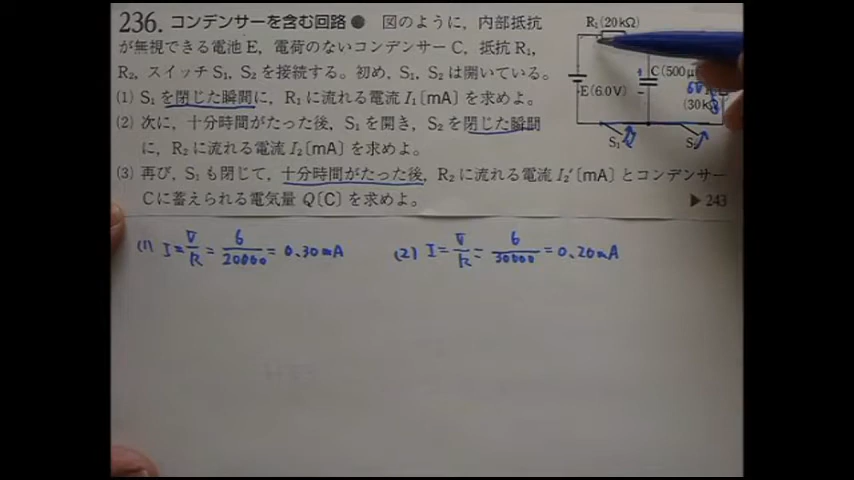 236. コンデンサーを含む回路● 図のように，内部抵抗
が無視できる電池E，電荷のないコンデンサーC，抵抗R₁，
R₂，スイッチS₁，S₂を接続する。初め，S₁，S₂は開いている。
(1) S₁を閉じた瞬間に，R₁に流れる電流I₁〔mA〕を求めよ。
(2) 次に，十分時間がたった後，S₁を開き，S₂を閉じた瞬間
に，R₂に流れる電流I₂〔mA〕を求めよ。
(3) 再び，S₁も閉じて，十分時間がたった後，R₂に流れる電流I₂′〔mA〕とコンデンサー
Cに蓄えられる電気量Q〔C〕を求めよ。
▶243
R₁(20kΩ)
C(500μ
6V
E(6.0V)
(30k
S₁
S
(1) I = V/R = 6/20000 = 0.30mA
(2) I = V/R = 6/30000 = 0.20mA